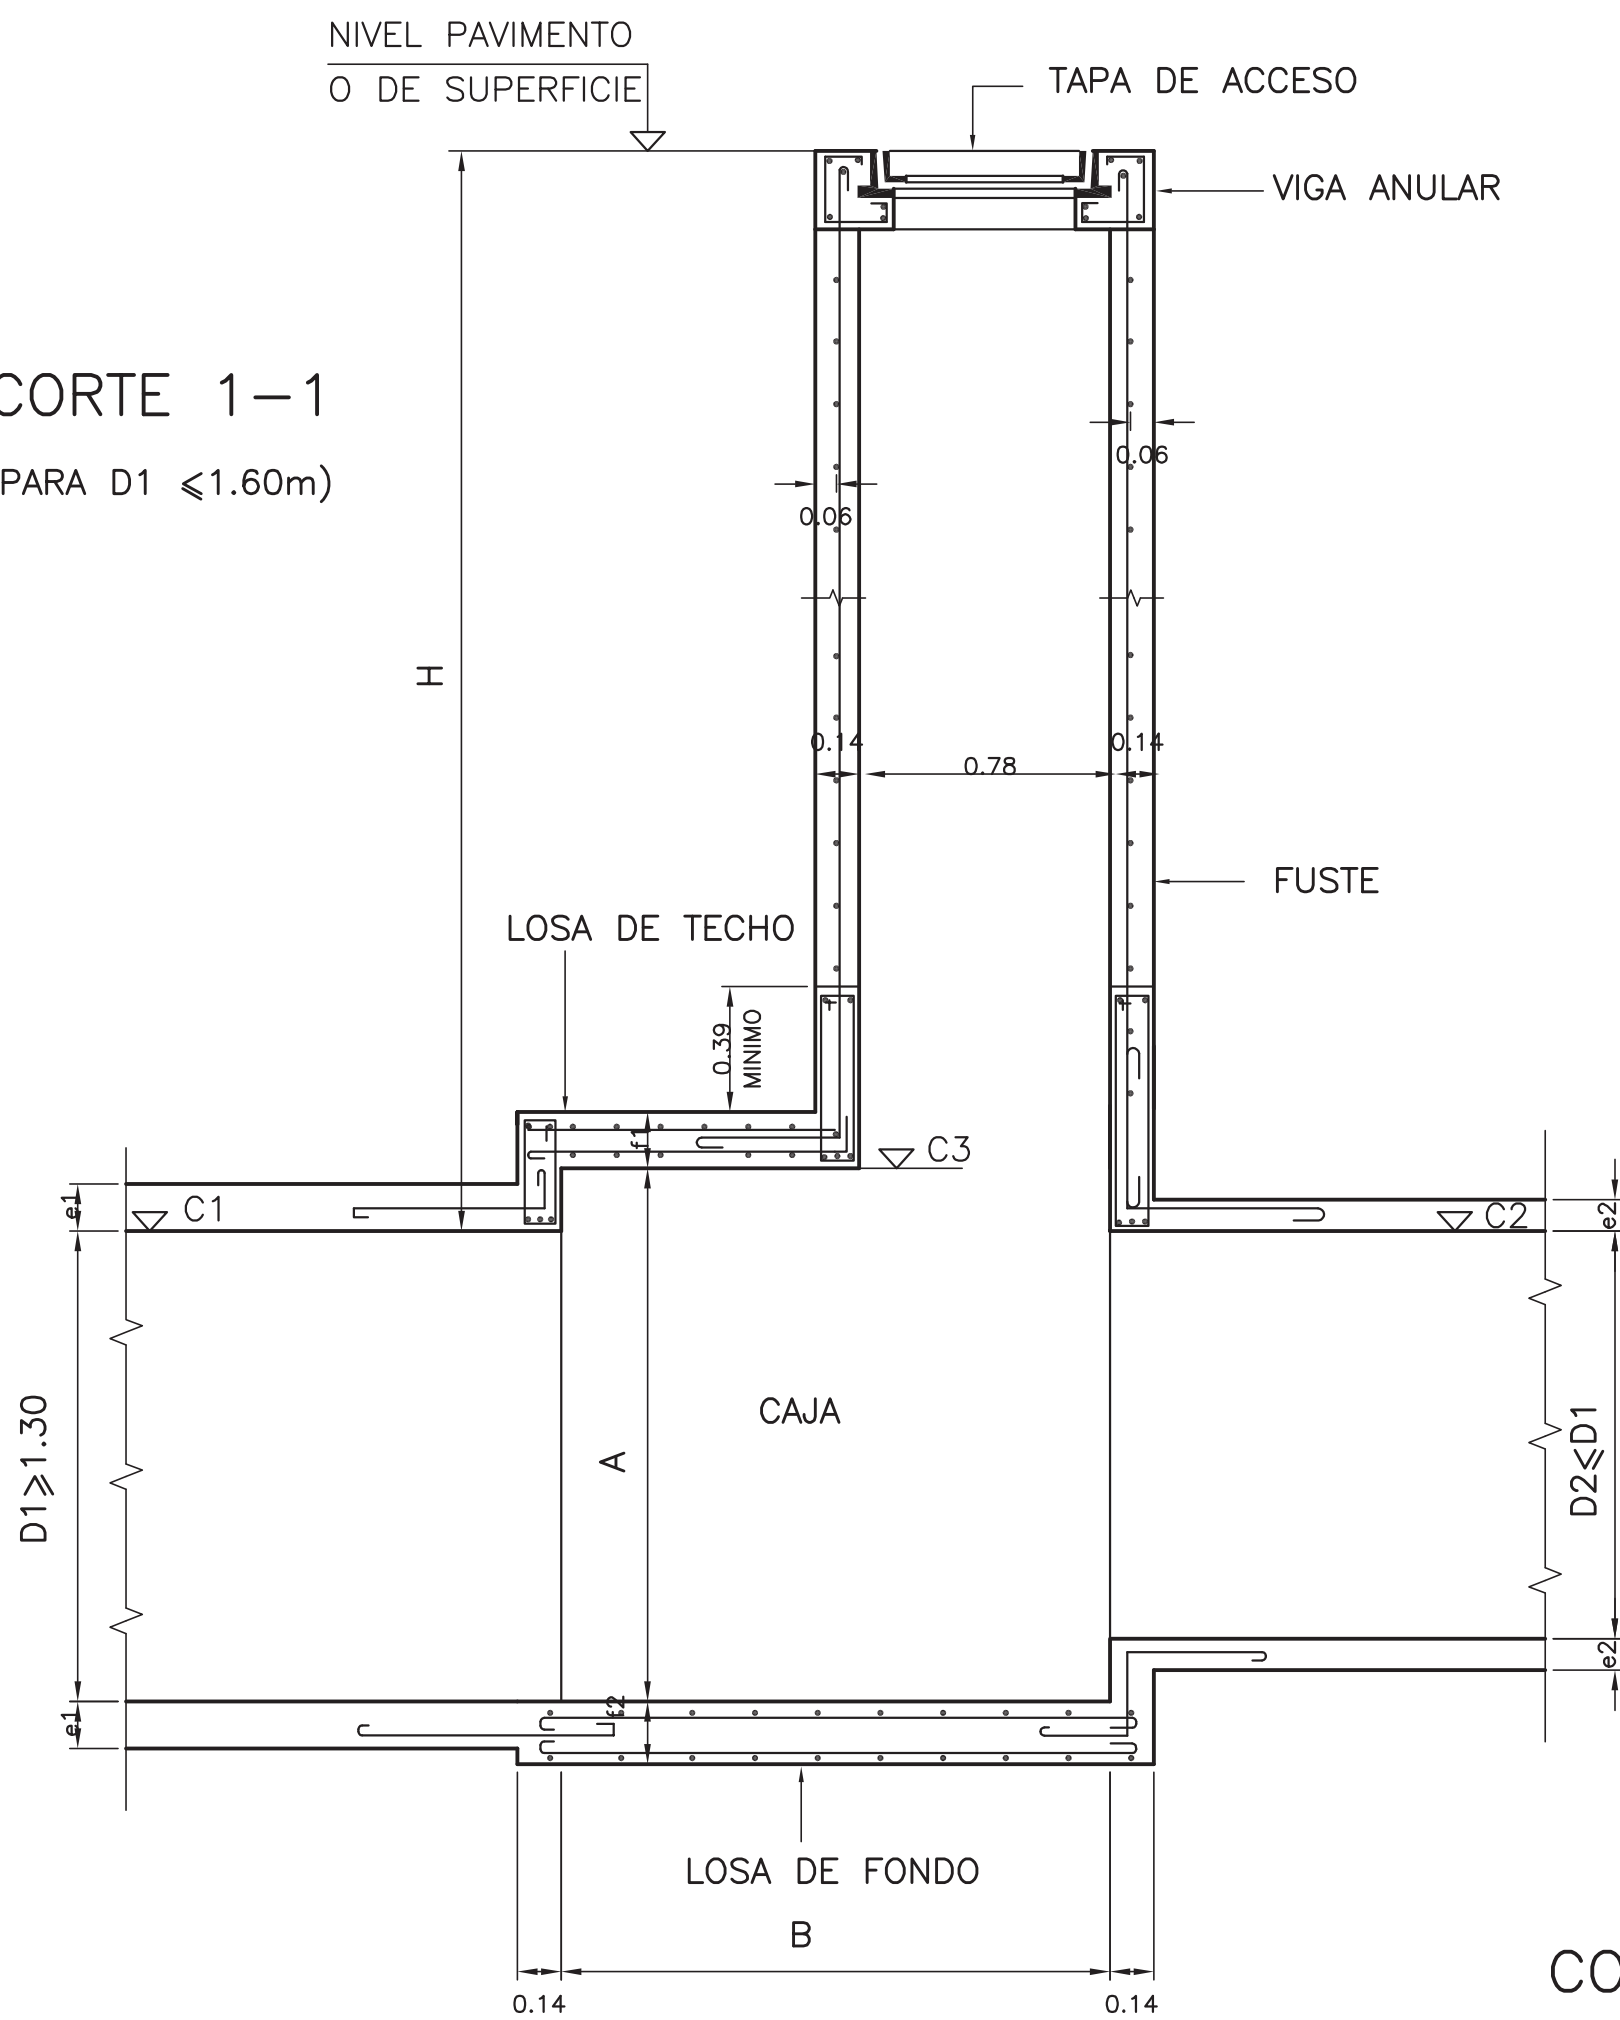 NIVEL PAVIMENTO
O DE SUPERFICIE
TAPA DE ACCESO
VIGA ANULAR
CORTE 1-1
PARA D1 ⩽1.60m)
0.06
0.06
H
0.14
0.78
0.14
FUSTE
LOSA DE TECHO
0.39
MINIMO
f1
C3
e1
C1
C2
e2
D1⩾1.30
CAJA
A
D2⩽D1
e2
f2
e1
LOSA DE FONDO
B
0.14
0.14
CO